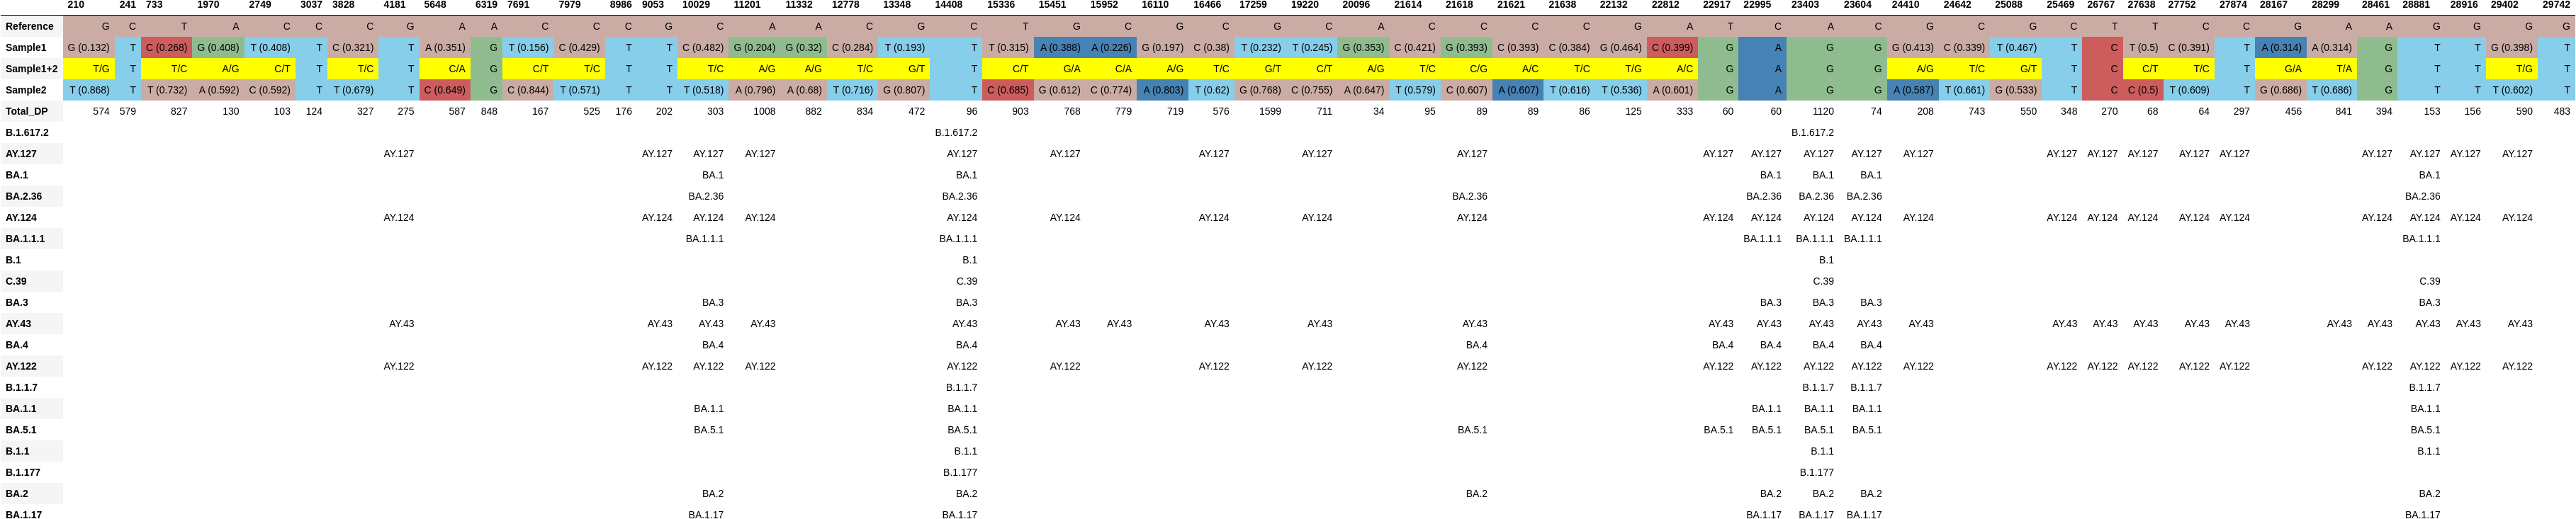 210 241 733 1970 2749 3037 3828 4181 5648 6319 7691 7979 8986 9053 10029 11201 11332 12778 13348 14408 15336 15451 15952 16110 16466 17259 19220 20096 21614 21618 21621 21638 22132 22812 22917 22995 23403 23604 24410 24642 25088 25469 26767 27638 27752 27874 28167 28299 28461 28881 28916 29402 29742
Reference G C T A C C C G A A C C C G C A A C G C T G C G C G C A C C C C G A T C A C G C G C T T C C G A A G G G G
Sample1 G (0.132) T C (0.268) G (0.408) T (0.408) T C (0.321) T A (0.351) G T (0.156) C (0.429) T T C (0.482) G (0.204) G (0.32) C (0.284) T (0.193) T T (0.315) A (0.388) A (0.226) G (0.197) C (0.38) T (0.232) T (0.245) G (0.353) C (0.421) G (0.393) C (0.393) C (0.384) G (0.464) C (0.399) G A G G G (0.413) C (0.339) T (0.467) T C T (0.5) C (0.391) T A (0.314) A (0.314) G T T G (0.398) T
Sample1+2 T/G T T/C A/G C/T T T/C T C/A G C/T T/C T T T/C A/G A/G T/C G/T T C/T G/A C/A A/G T/C G/T C/T A/G T/C C/G A/C T/C T/G A/C G A G G A/G T/C G/T T C C/T T/C T G/A T/A G T T T/G T
Sample2 T (0.868) T T (0.732) A (0.592) C (0.592) T T (0.679) T C (0.649) G C (0.844) T (0.571) T T T (0.518) A (0.796) A (0.68) T (0.716) G (0.807) T C (0.685) G (0.612) C (0.774) A (0.803) T (0.62) G (0.768) C (0.755) A (0.647) T (0.579) C (0.607) A (0.607) T (0.616) T (0.536) A (0.601) G A G G A (0.587) T (0.661) G (0.533) T C C (0.5) T (0.609) T G (0.686) T (0.686) G T T T (0.602) T
Total_DP 574 579 827 130 103 124 327 275 587 848 167 525 176 202 303 1008 882 834 472 96 903 768 779 719 576 1599 711 34 95 89 89 86 125 333 60 60 1120 74 208 743 550 348 270 68 64 297 456 841 394 153 156 590 483
B.1.617.2 B.1.617.2 B.1.617.2
AY.127 AY.127 AY.127 AY.127 AY.127 AY.127 AY.127 AY.127 AY.127 AY.127 AY.127 AY.127 AY.127 AY.127 AY.127 AY.127 AY.127 AY.127 AY.127 AY.127 AY.127 AY.127 AY.127 AY.127
BA.1 BA.1 BA.1 BA.1 BA.1 BA.1 BA.1
BA.2.36 BA.2.36 BA.2.36 BA.2.36 BA.2.36 BA.2.36 BA.2.36 BA.2.36
AY.124 AY.124 AY.124 AY.124 AY.124 AY.124 AY.124 AY.124 AY.124 AY.124 AY.124 AY.124 AY.124 AY.124 AY.124 AY.124 AY.124 AY.124 AY.124 AY.124 AY.124 AY.124 AY.124 AY.124
BA.1.1.1 BA.1.1.1 BA.1.1.1 BA.1.1.1 BA.1.1.1 BA.1.1.1 BA.1.1.1
B.1 B.1 B.1
C.39 C.39 C.39 C.39
BA.3 BA.3 BA.3 BA.3 BA.3 BA.3 BA.3
AY.43 AY.43 AY.43 AY.43 AY.43 AY.43 AY.43 AY.43 AY.43 AY.43 AY.43 AY.43 AY.43 AY.43 AY.43 AY.43 AY.43 AY.43 AY.43 AY.43 AY.43 AY.43 AY.43 AY.43 AY.43 AY.43
BA.4 BA.4 BA.4 BA.4 BA.4 BA.4 BA.4 BA.4
AY.122 AY.122 AY.122 AY.122 AY.122 AY.122 AY.122 AY.122 AY.122 AY.122 AY.122 AY.122 AY.122 AY.122 AY.122 AY.122 AY.122 AY.122 AY.122 AY.122 AY.122 AY.122 AY.122 AY.122
B.1.1.7 B.1.1.7 B.1.1.7 B.1.1.7 B.1.1.7
BA.1.1 BA.1.1 BA.1.1 BA.1.1 BA.1.1 BA.1.1 BA.1.1
BA.5.1 BA.5.1 BA.5.1 BA.5.1 BA.5.1 BA.5.1 BA.5.1 BA.5.1 BA.5.1
B.1.1 B.1.1 B.1.1 B.1.1
B.1.177 B.1.177 B.1.177
BA.2 BA.2 BA.2 BA.2 BA.2 BA.2 BA.2 BA.2
BA.1.17 BA.1.17 BA.1.17 BA.1.17 BA.1.17 BA.1.17 BA.1.17